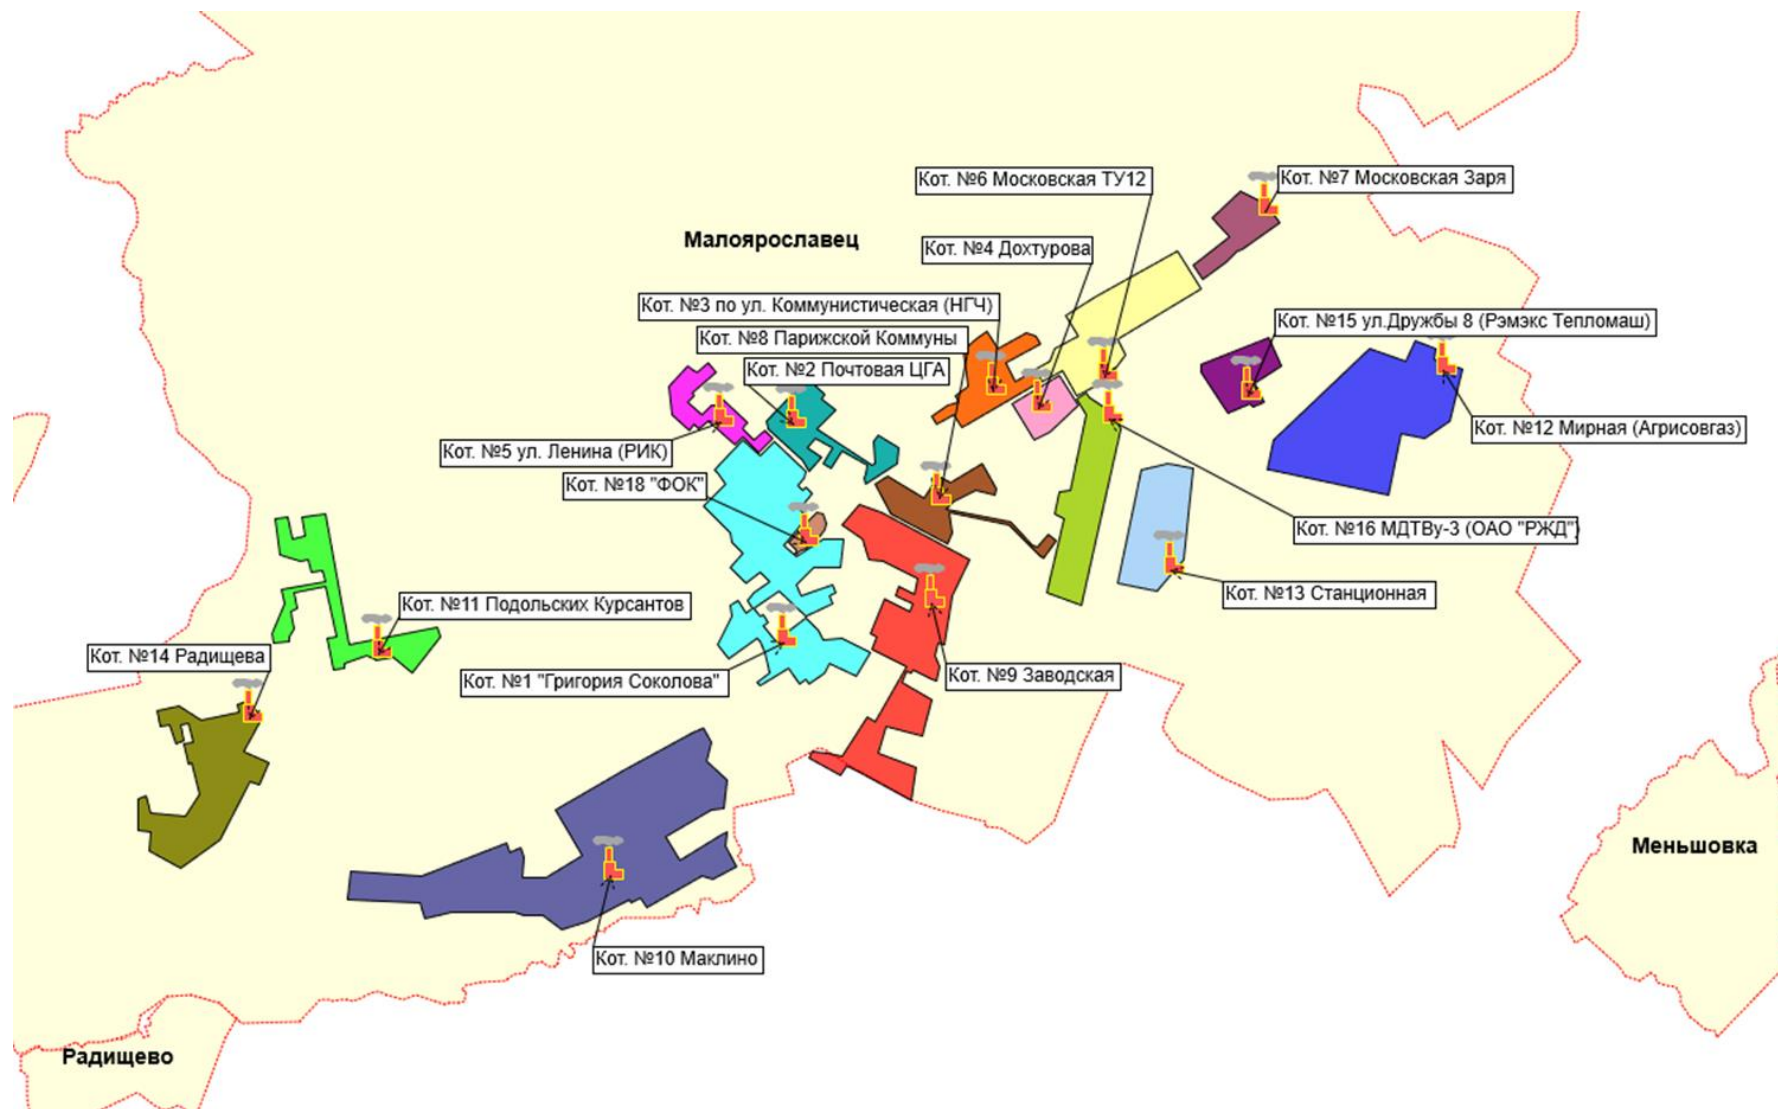 Кот. №6 Московская ТУ12
Кот. №7 Московская Заря
Малоярославец
Кот. №4 Дохтурова
Кот. №3 по ул. Коммунистическая (НГЧ)
Кот. №15 ул.Дружбы 8 (Рэмэкс Тепломаш)
Кот. №8 Парижской Коммуны
Кот. №2 Почтовая ЦГА
Кот. №12 Мирная (Агрисовгаз)
Кот. №5 ул. Ленина (РИК)
Кот. №18 "ФОК"
Кот. №16 МДТВу-3 (ОАО "РЖД")
Кот. №13 Станционная
Кот. №11 Подольских Курсантов
Кот. №14 Радищева
Кот. №9 Заводская
Кот. №1 "Григория Соколова"
Меньшовка
Кот. №10 Маклино
Радищево